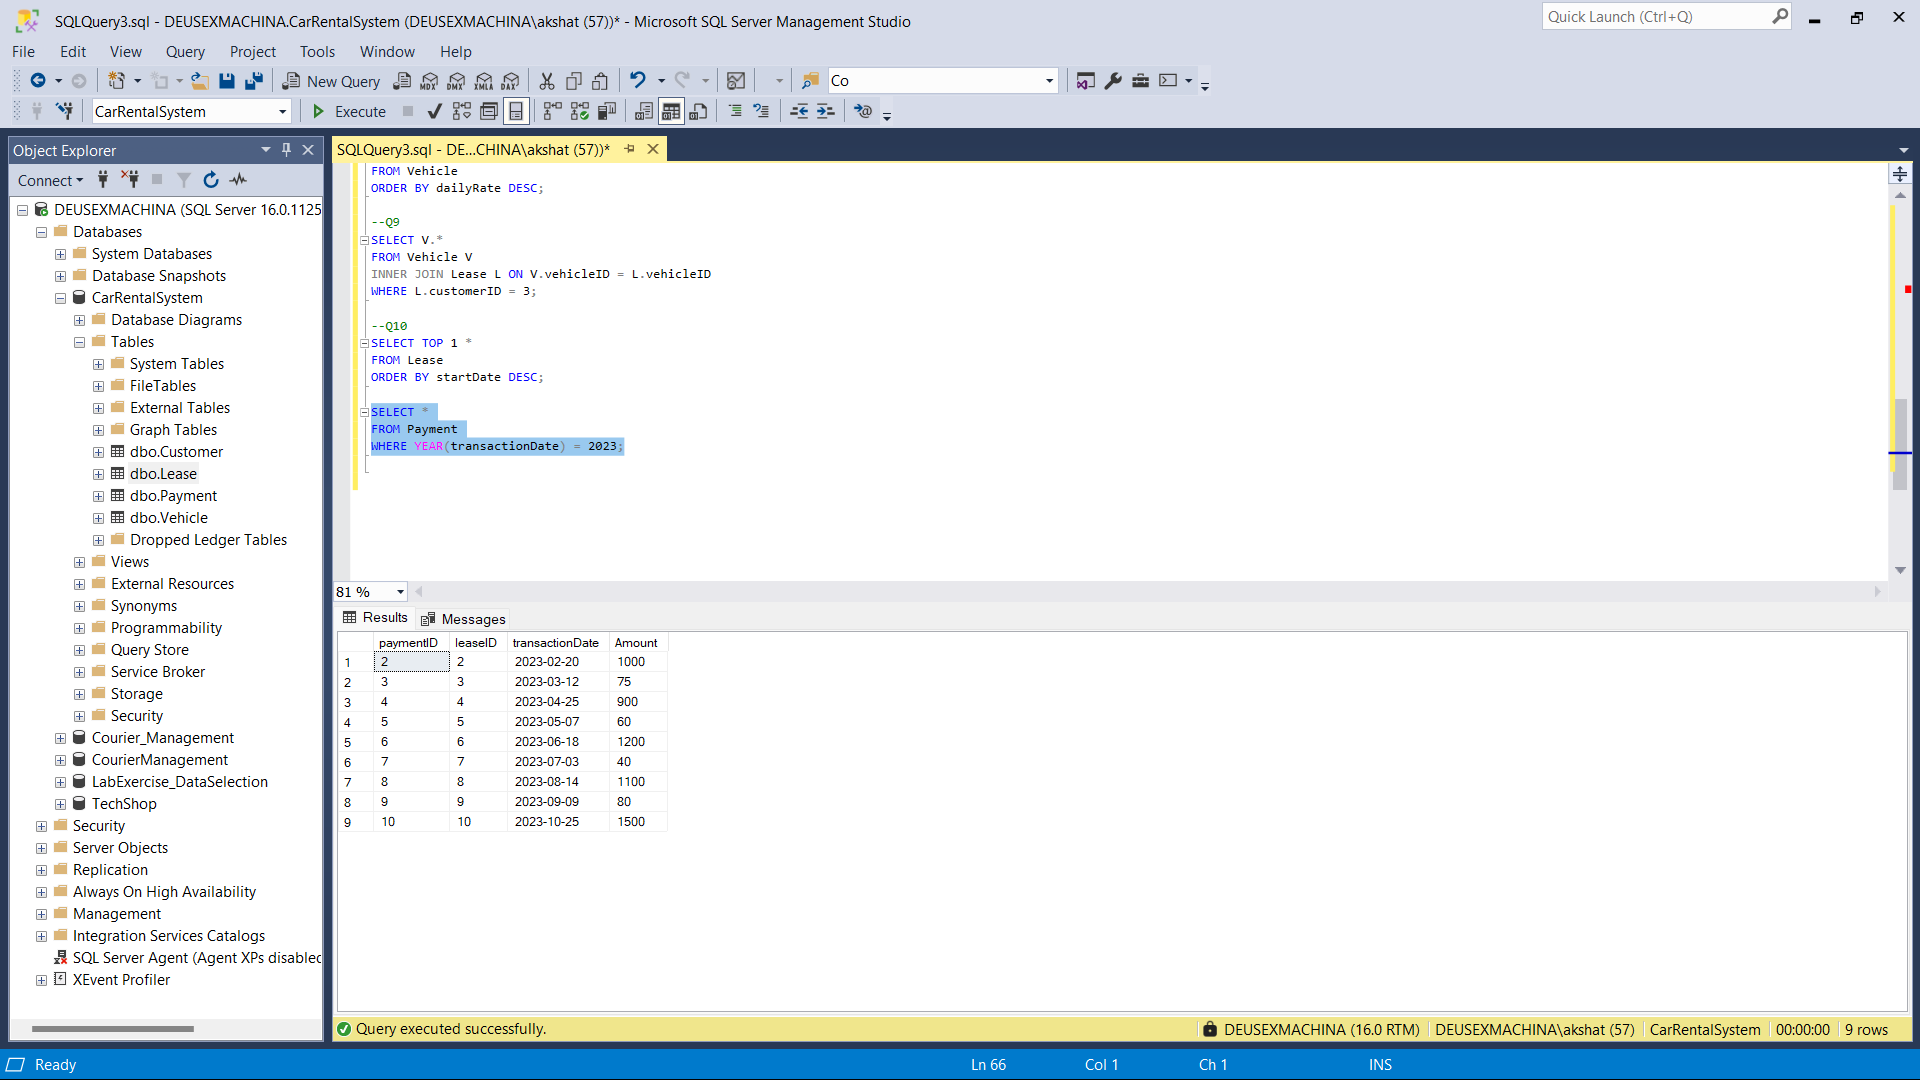 SQLQuery3.sql - DEUSEXMACHINA.CarRentalSystem (DEUSEXMACHINA\akshat (57))* - Microsoft SQL Server Management Studio
Quick Launch (Ctrl+Q)
File Edit View Query Project Tools Window Help
New Query MDX DMX XMLA DAX Co
CarRentalSystem Execute
Object Explorer
SQLQuery3.sql - DE...CHINA\akshat (57))*
Connect
DEUSEXMACHINA (SQL Server 16.0.1125
Databases
System Databases
Database Snapshots
CarRentalSystem
Database Diagrams
Tables
System Tables
FileTables
External Tables
Graph Tables
dbo.Customer
dbo.Lease
dbo.Payment
dbo.Vehicle
Dropped Ledger Tables
Views
External Resources
Synonyms
Programmability
Query Store
Service Broker
Storage
Security
Courier_Management
CourierManagement
LabExercise_DataSelection
TechShop
Security
Server Objects
Replication
Always On High Availability
Management
Integration Services Catalogs
SQL Server Agent (Agent XPs disabled
XEvent Profiler
FROM Vehicle
ORDER BY dailyRate DESC;
--Q9
SELECT V.*
FROM Vehicle V
INNER JOIN Lease L ON V.vehicleID = L.vehicleID
WHERE L.customerID = 3;
--Q10
SELECT TOP 1 *
FROM Lease
ORDER BY startDate DESC;
SELECT *
FROM Payment
WHERE YEAR(transactionDate) = 2023;
81 %
Results Messages
paymentID leaseID transactionDate Amount
1 2 2 2023-02-20 1000
2 3 3 2023-03-12 75
3 4 4 2023-04-25 900
4 5 5 2023-05-07 60
5 6 6 2023-06-18 1200
6 7 7 2023-07-03 40
7 8 8 2023-08-14 1100
8 9 9 2023-09-09 80
9 10 10 2023-10-25 1500
Query executed successfully.
DEUSEXMACHINA (16.0 RTM) DEUSEXMACHINA\akshat (57) CarRentalSystem 00:00:00 9 rows
Ready Ln 66 Col 1 Ch 1 INS